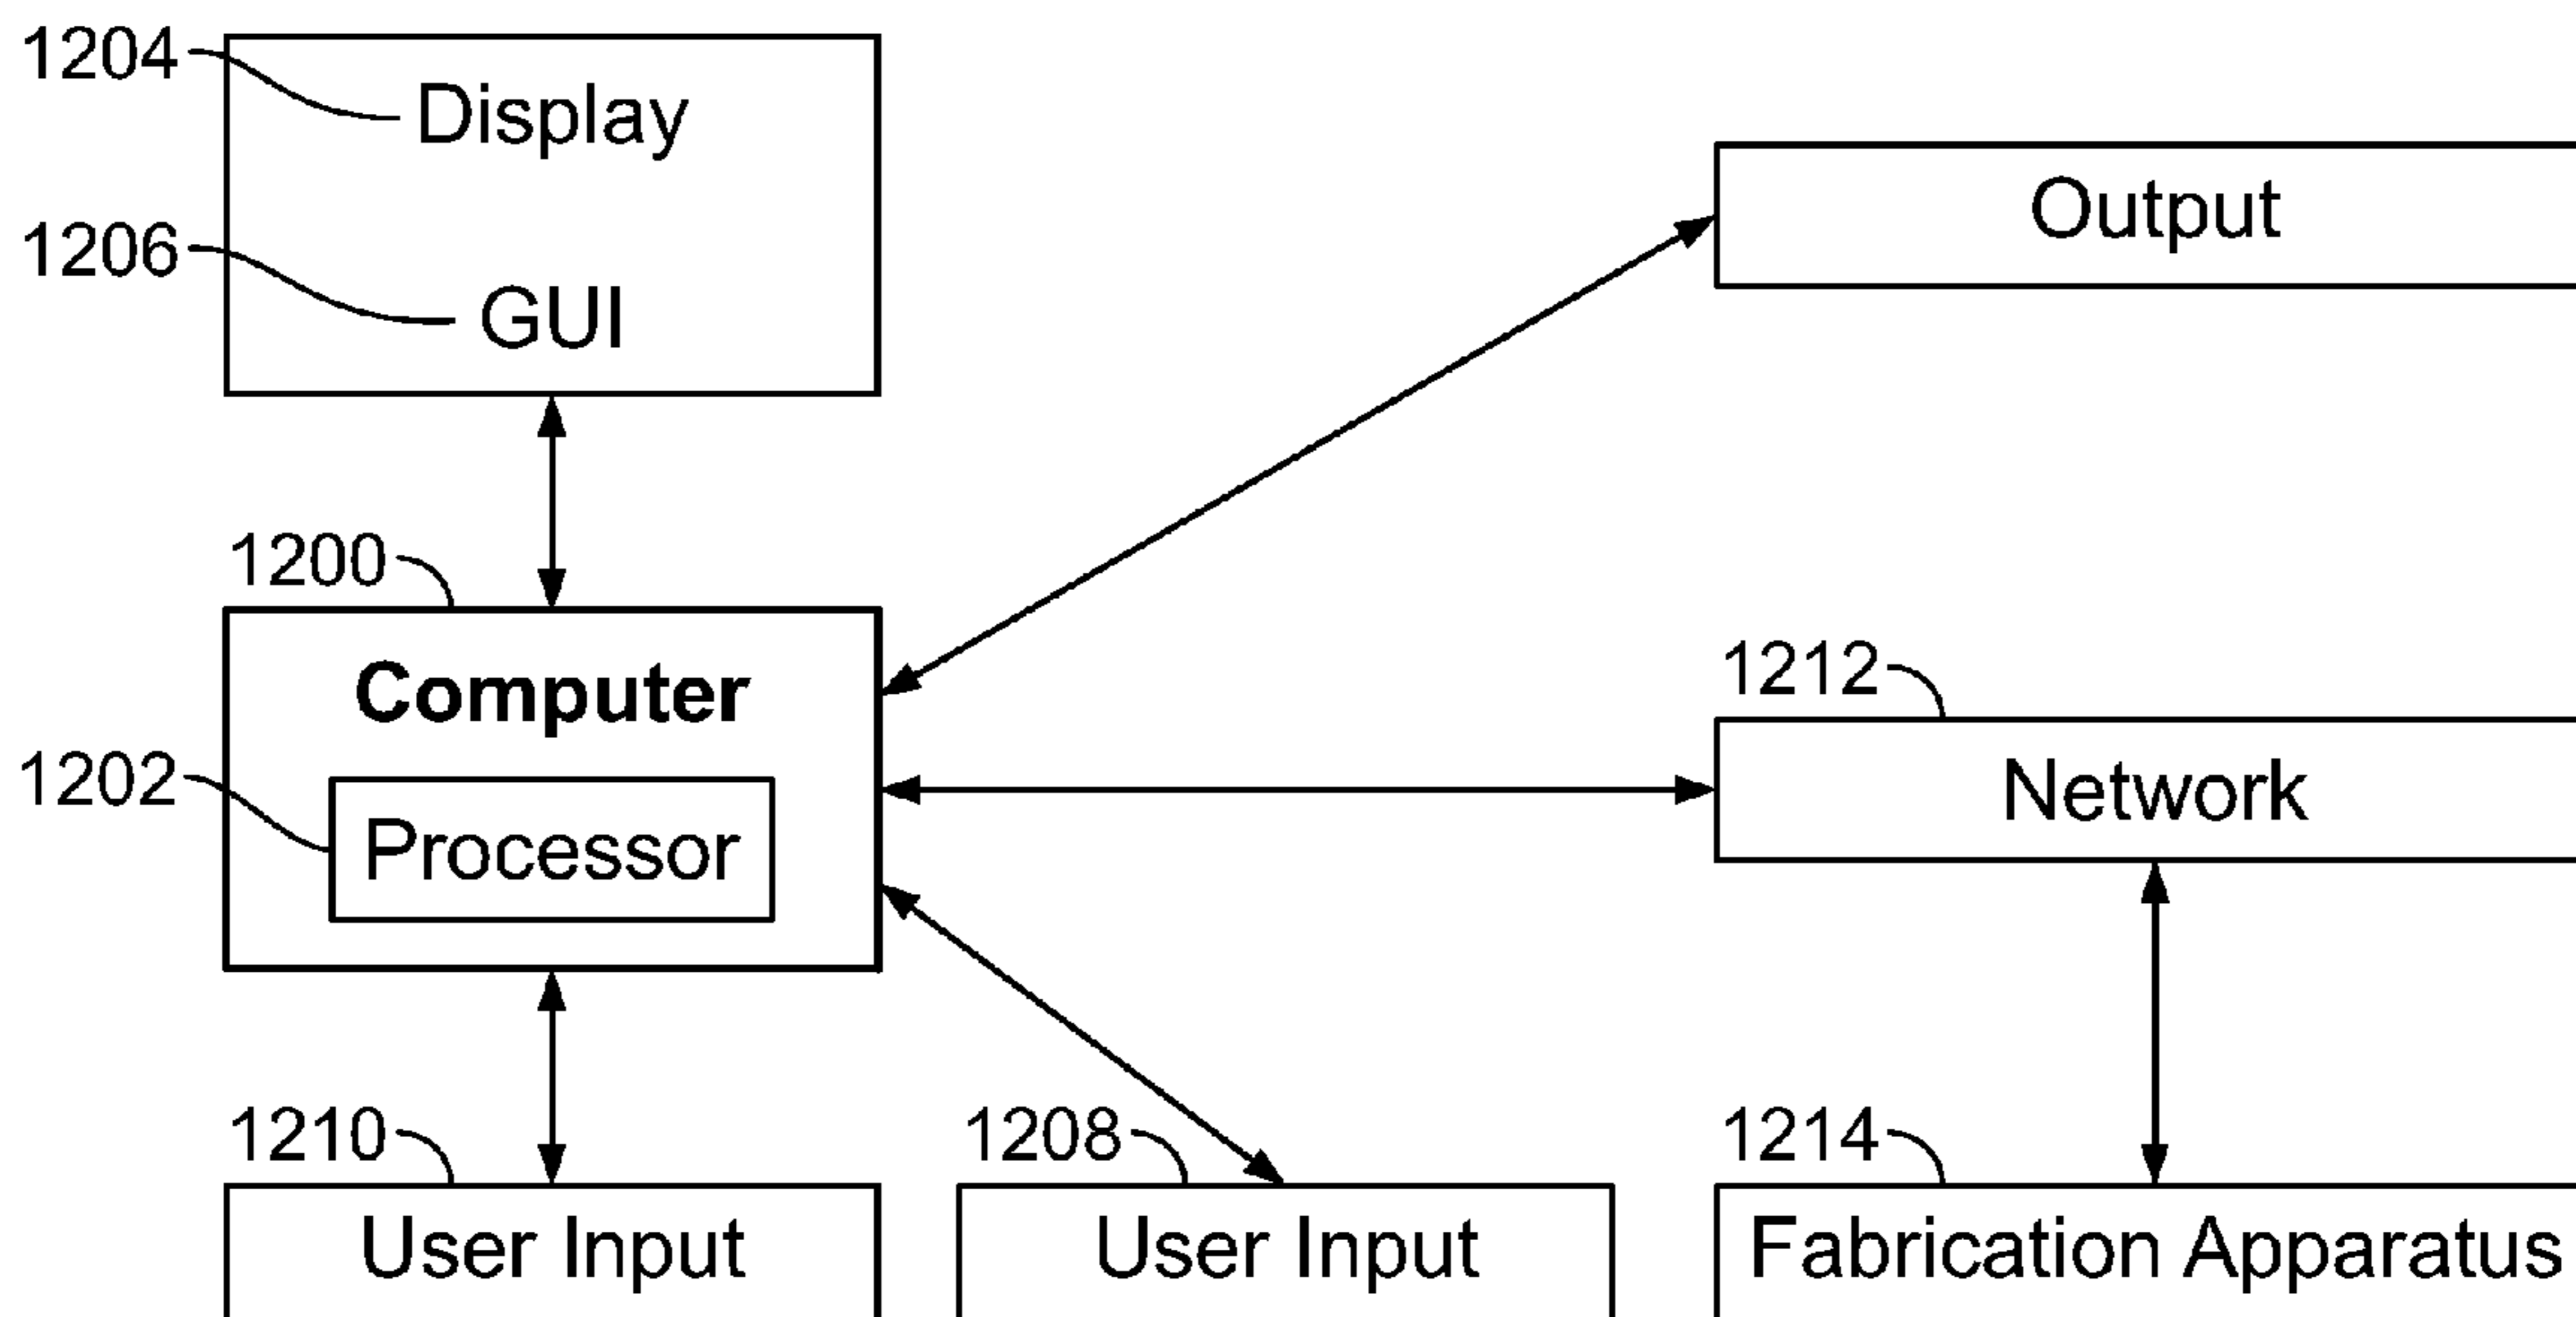 1204
Display
1206
GUI
Output
1200
Computer
1202
Processor
1212
Network
1210
User Input
1208
User Input
1214
Fabrication Apparatus